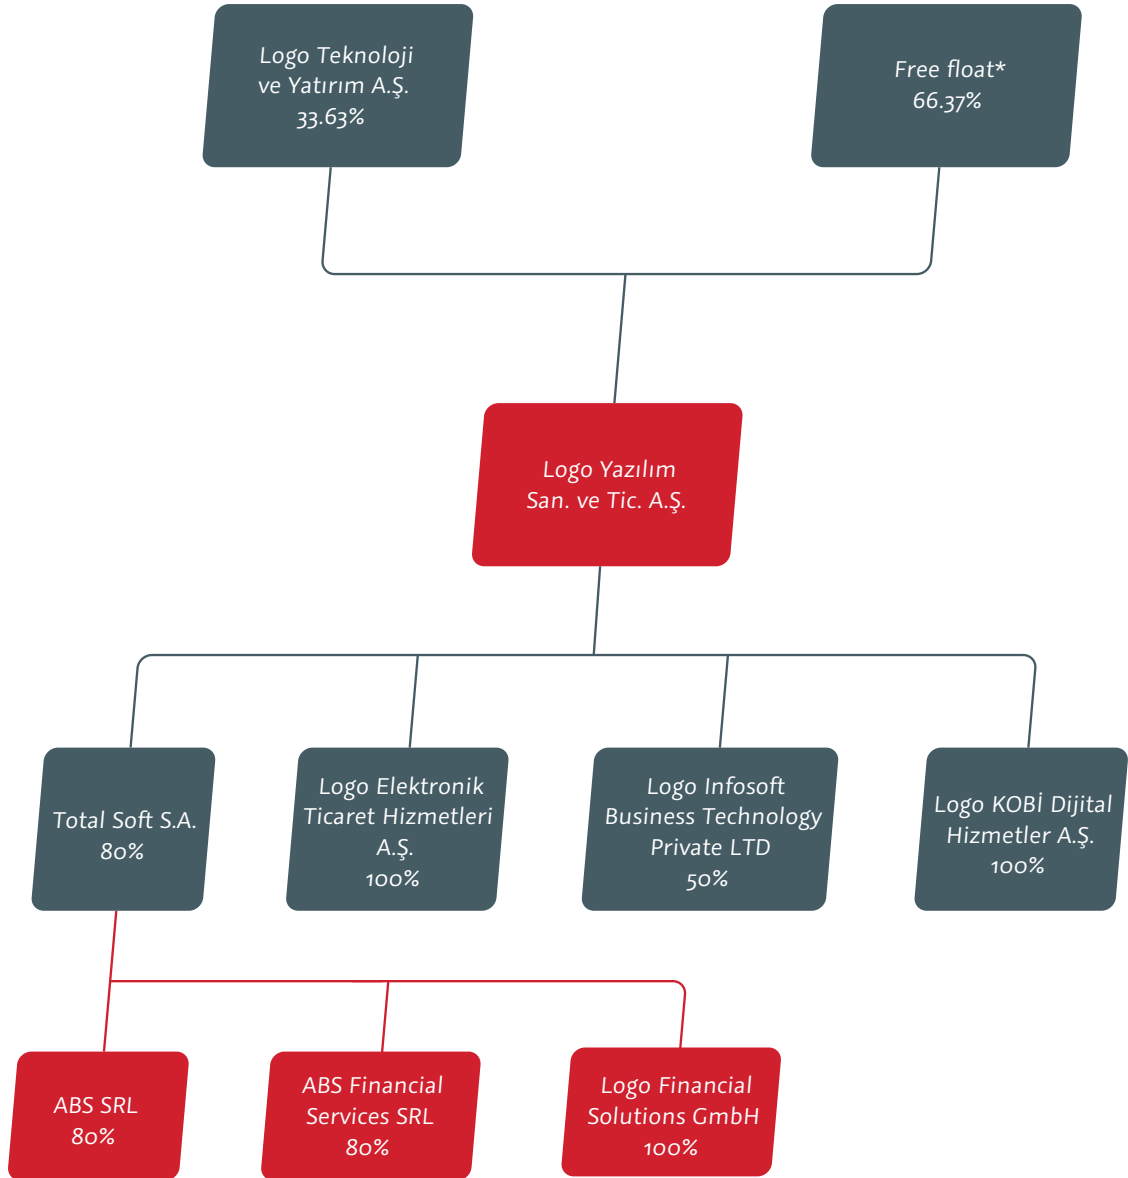 Logo Teknoloji
ve Yatırım A.Ş.
33.63%
Free float*
66.37%
Logo Yazılım
San. ve Tic. A.Ş.
Total Soft S.A.
80%
Logo Elektronik
Ticaret Hizmetleri
A.Ş.
100%
Logo Infosoft
Business Technology
Private LTD
50%
Logo KOBİ Dijital
Hizmetler A.Ş.
100%
ABS SRL
80%
ABS Financial
Services SRL
80%
Logo Financial
Solutions GmbH
100%